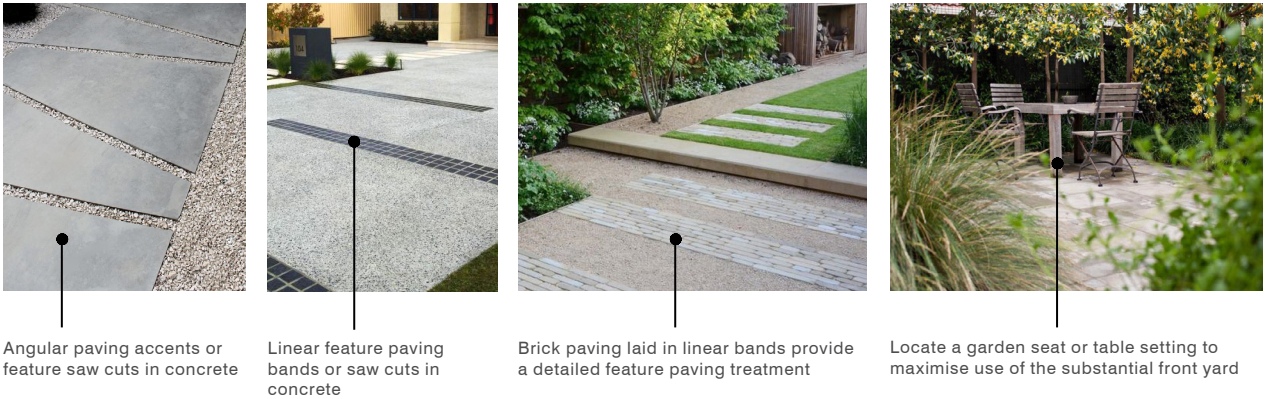 Angular paving accents or
feature saw cuts in concrete
Linear feature paving
bands or saw cuts in
concrete
Brick paving laid in linear bands provide
a detailed feature paving treatment
Locate a garden seat or table setting to
maximise use of the substantial front yard